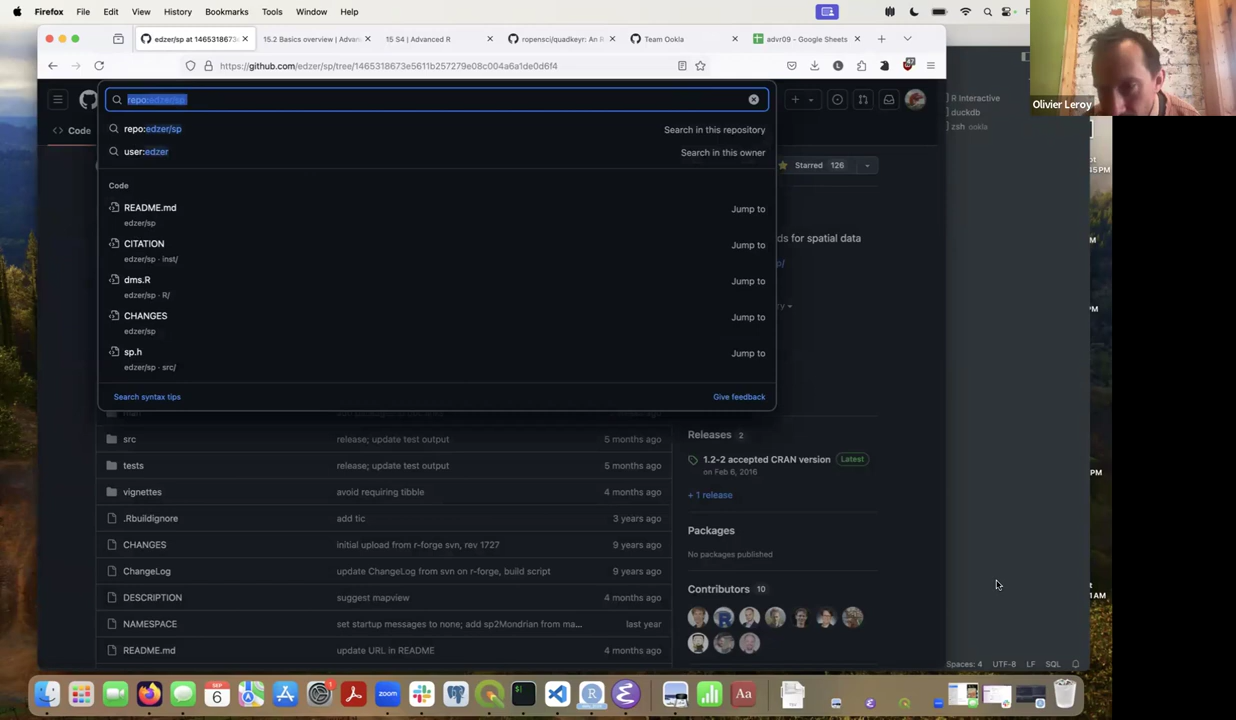 Firefox File Edit View History Bookmarks Tools Window Help
edzer/sp at 1465318673
15.2 Basics overview | Advan
15 S4 | Advanced R
ropensci/quadkey: An R
Team Ookla
advr09 - Google Sheets
https://github.com/edzer/sp/tree/1465318673e5611b257279e08c004a6a1de0d6f4
Olivier Leroy
repo:edzer/sp
R Interactive
duckdb
zsh ookla
Code
repo:edzer/sp Search in this repository
user:edzer Search in this owner
Starred 126
Code
README.md Jump to
edzer/sp
ds for spatial data
CITATION Jump to
edzer/sp · inst/
dms.R Jump to
edzer/sp · R/
CHANGES Jump to
edzer/sp
sp.h Jump to
edzer/sp · src/
Search syntax tips Give feedback
src release; update test output 5 months ago
tests release; update test output 5 months ago
vignettes avoid requiring tibble 4 months ago
.Rbuildignore add tic 3 years ago
CHANGES initial upload from r-forge svn, rev 1727 9 years ago
ChangeLog update ChangeLog from svn on r-forge, build script 9 years ago
DESCRIPTION suggest mapview 4 months ago
NAMESPACE set startup messages to none; add sp2Mondrian from ma... last year
README.md update URL in README 4 months ago
Releases 2
1.2-2 accepted CRAN version Latest
on Feb 6, 2016
+ 1 release
Packages
No packages published
Contributors 10
Spaces: 4 UTF-8 LF SQL
SEP
6
zoom
Aa